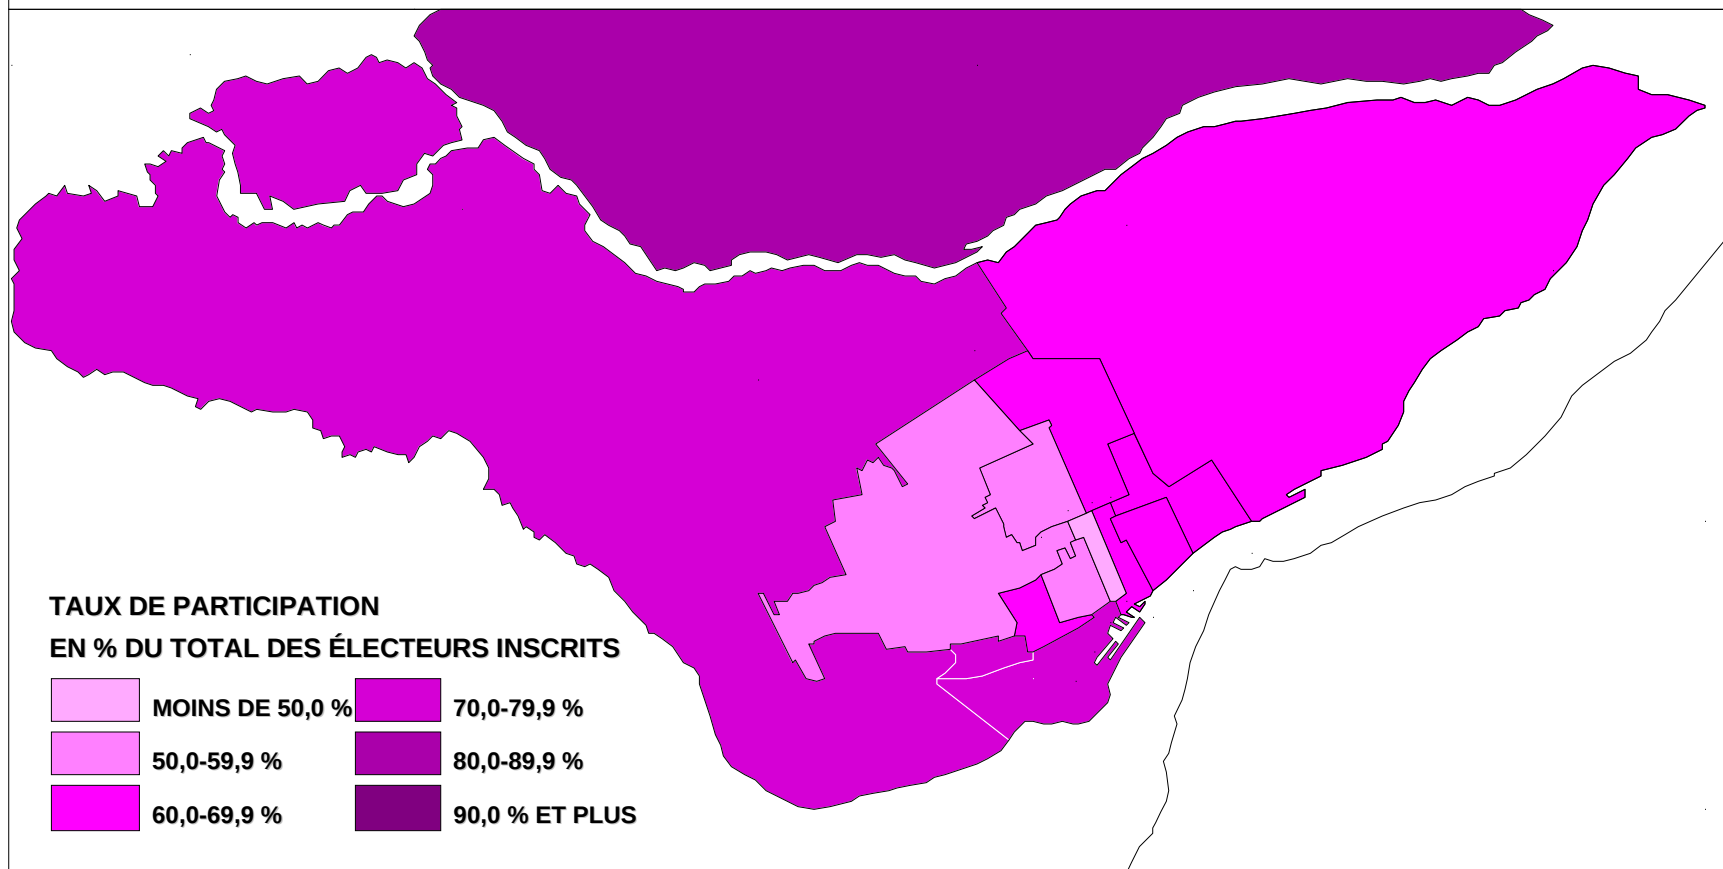 TAUX DE PARTICIPATION
EN % DU TOTAL DES ÉLECTEURS INSCRITS
MOINS DE 50,0 %
50,0-59,9 %
60,0-69,9 %
70,0-79,9 %
80,0-89,9 %
90,0 % ET PLUS